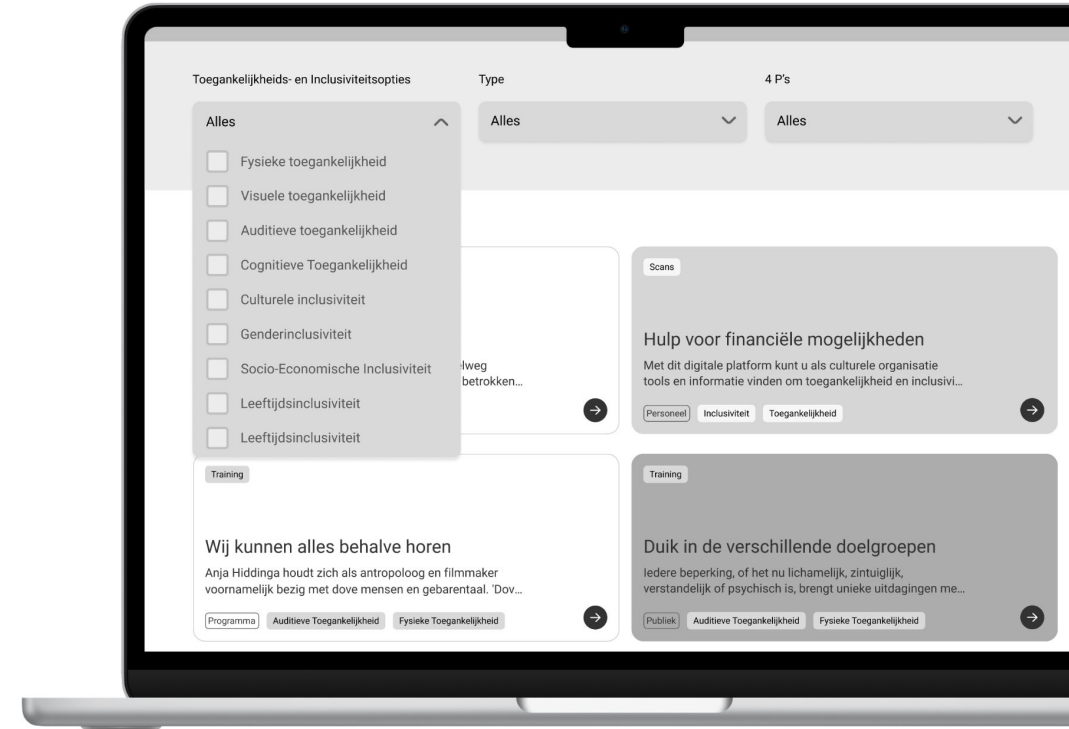 Toegankelijkheids- en Inclusiviteitsopties
Type
4 P's
Alles
Alles
Alles
Fysieke toegankelijkheid
Visuele toegankelijkheid
Auditieve toegankelijkheid
Cognitieve Toegankelijkheid
Culturele inclusiviteit
Genderinclusiviteit
Socio-Economische Inclusiviteit
Leeftijdsinclusiviteit
Leeftijdsinclusiviteit
betrokken...
Scans
Hulp voor financiële mogelijkheden
Met dit digitale platform kunt u als culturele organisatie
tools en informatie vinden om toegankelijkheid en inclusivi...
Personeel
Inclusiviteit
Toegankelijkheid
Training
Wij kunnen alles behalve horen
Anja Hiddinga houdt zich als antropoloog en filmmaker
voornamelijk bezig met dove mensen en gebarentaal. 'Dov...
Programma
Auditieve Toegankelijkheid
Fysieke Toegankelijkheid
Training
Duik in de verschillende doelgroepen
Iedere beperking, of het nu lichamelijk, zintuiglijk,
verstandelijk of psychisch is, brengt unieke uitdagingen me...
Publiek
Auditieve Toegankelijkheid
Fysieke Toegankelijkheid